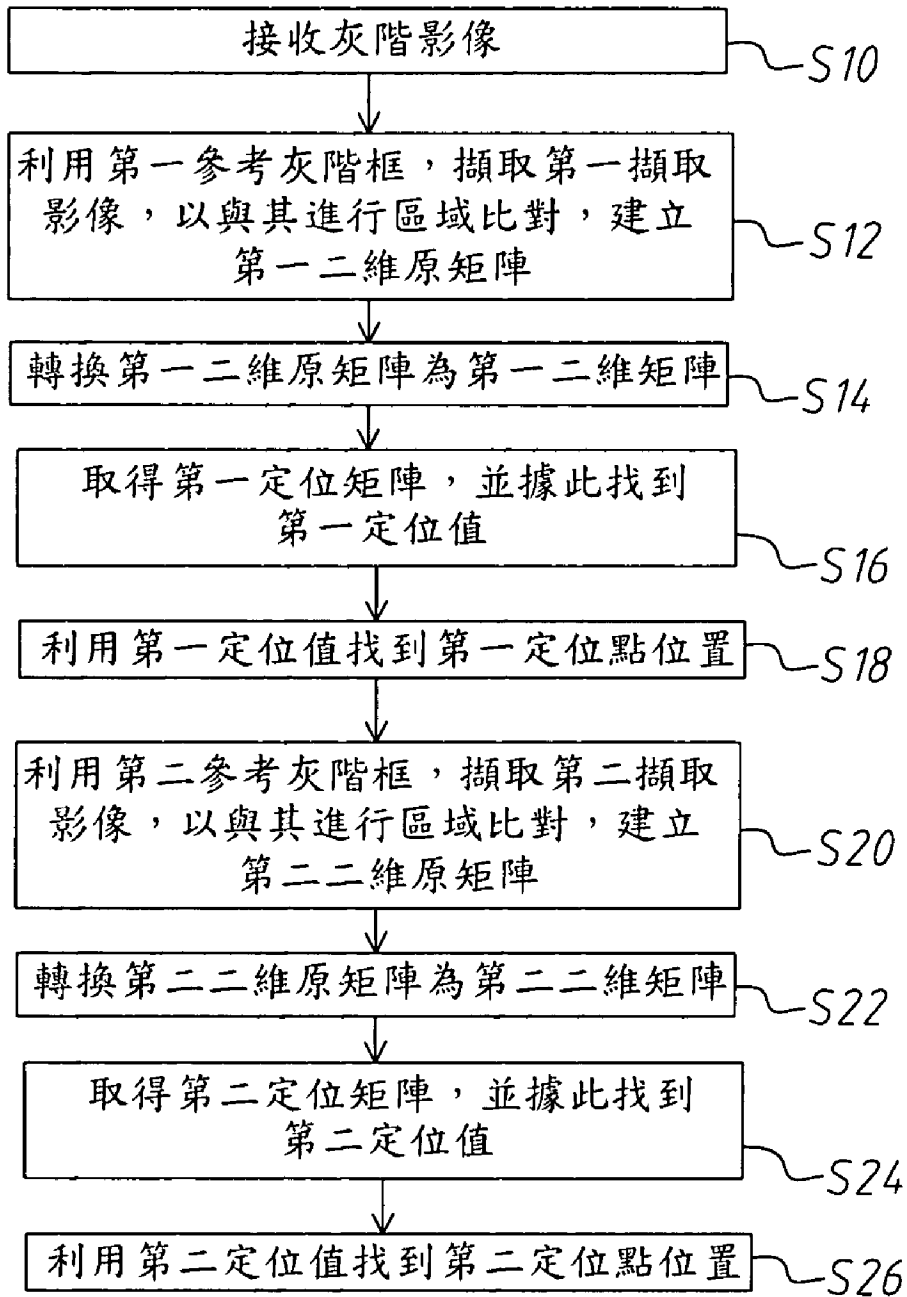 接收灰階影像
S10
利用第一參考灰階框，擷取第一擷取
影像，以與其進行區域比對，建立
第一二維原矩陣
S12
轉換第一二維原矩陣為第一二維矩陣
S14
取得第一定位矩陣，並據此找到
第一定位值
S16
利用第一定位值找到第一定位點位置
S18
利用第二參考灰階框，擷取第二擷取
影像，以與其進行區域比對，建立
第二二維原矩陣
S20
轉換第二二維原矩陣為第二二維矩陣
S22
取得第二定位矩陣，並據此找到
第二定位值
S24
利用第二定位值找到第二定位點位置
S26